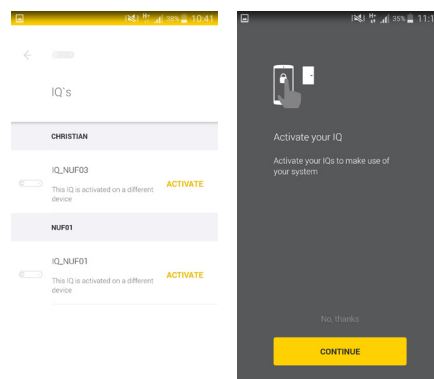 38% 10:41
IQ`s
CHRISTIAN
IQ_NUF03
This IQ is activated on a different
device
ACTIVATE
NUF01
IQ_NUF01
This IQ is activated on a different
device
ACTIVATE
35% 11:1
Activate your IQ
Activate your IQs to make use of
your system
No, thanks
CONTINUE